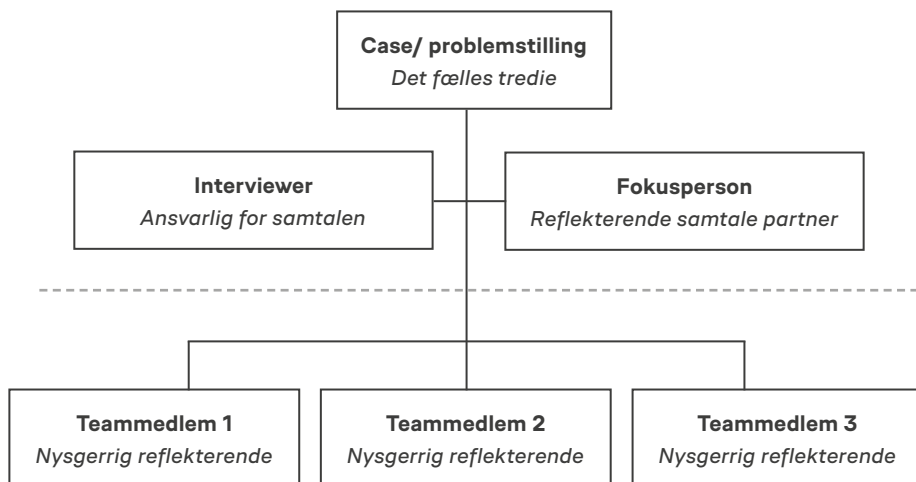 Case/ problemstilling
Det fælles tredie
Interviewer
Ansvarlig for samtalen
Fokusperson
Reflekterende samtale partner
Teammedlem 1
Nysgerrig reflekterende
Teammedlem 2
Nysgerrig reflekterende
Teammedlem 3
Nysgerrig reflekterende